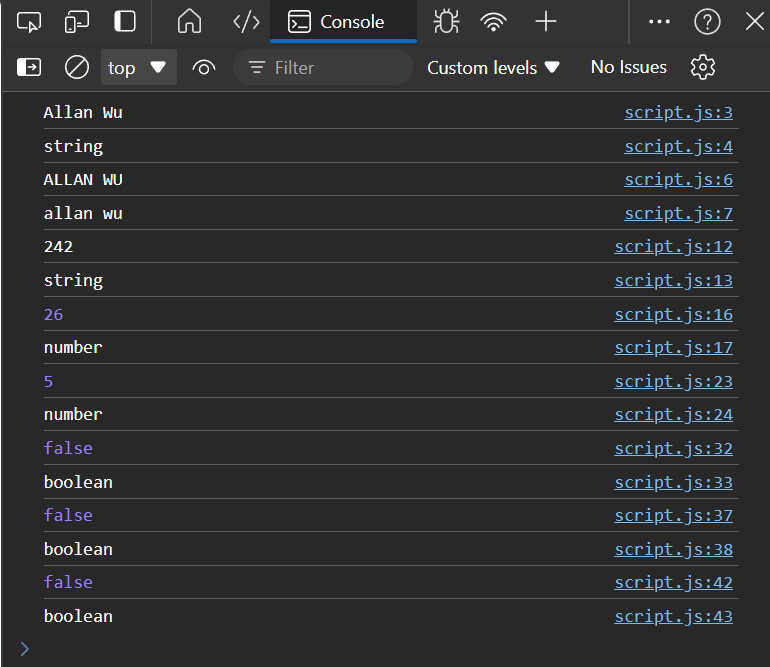 Console
top Filter Custom levels No Issues
Allan Wu script.js:3
string script.js:4
ALLAN WU script.js:6
allan wu script.js:7
242 script.js:12
string script.js:13
26 script.js:16
number script.js:17
5 script.js:23
number script.js:24
false script.js:32
boolean script.js:33
false script.js:37
boolean script.js:38
false script.js:42
boolean script.js:43